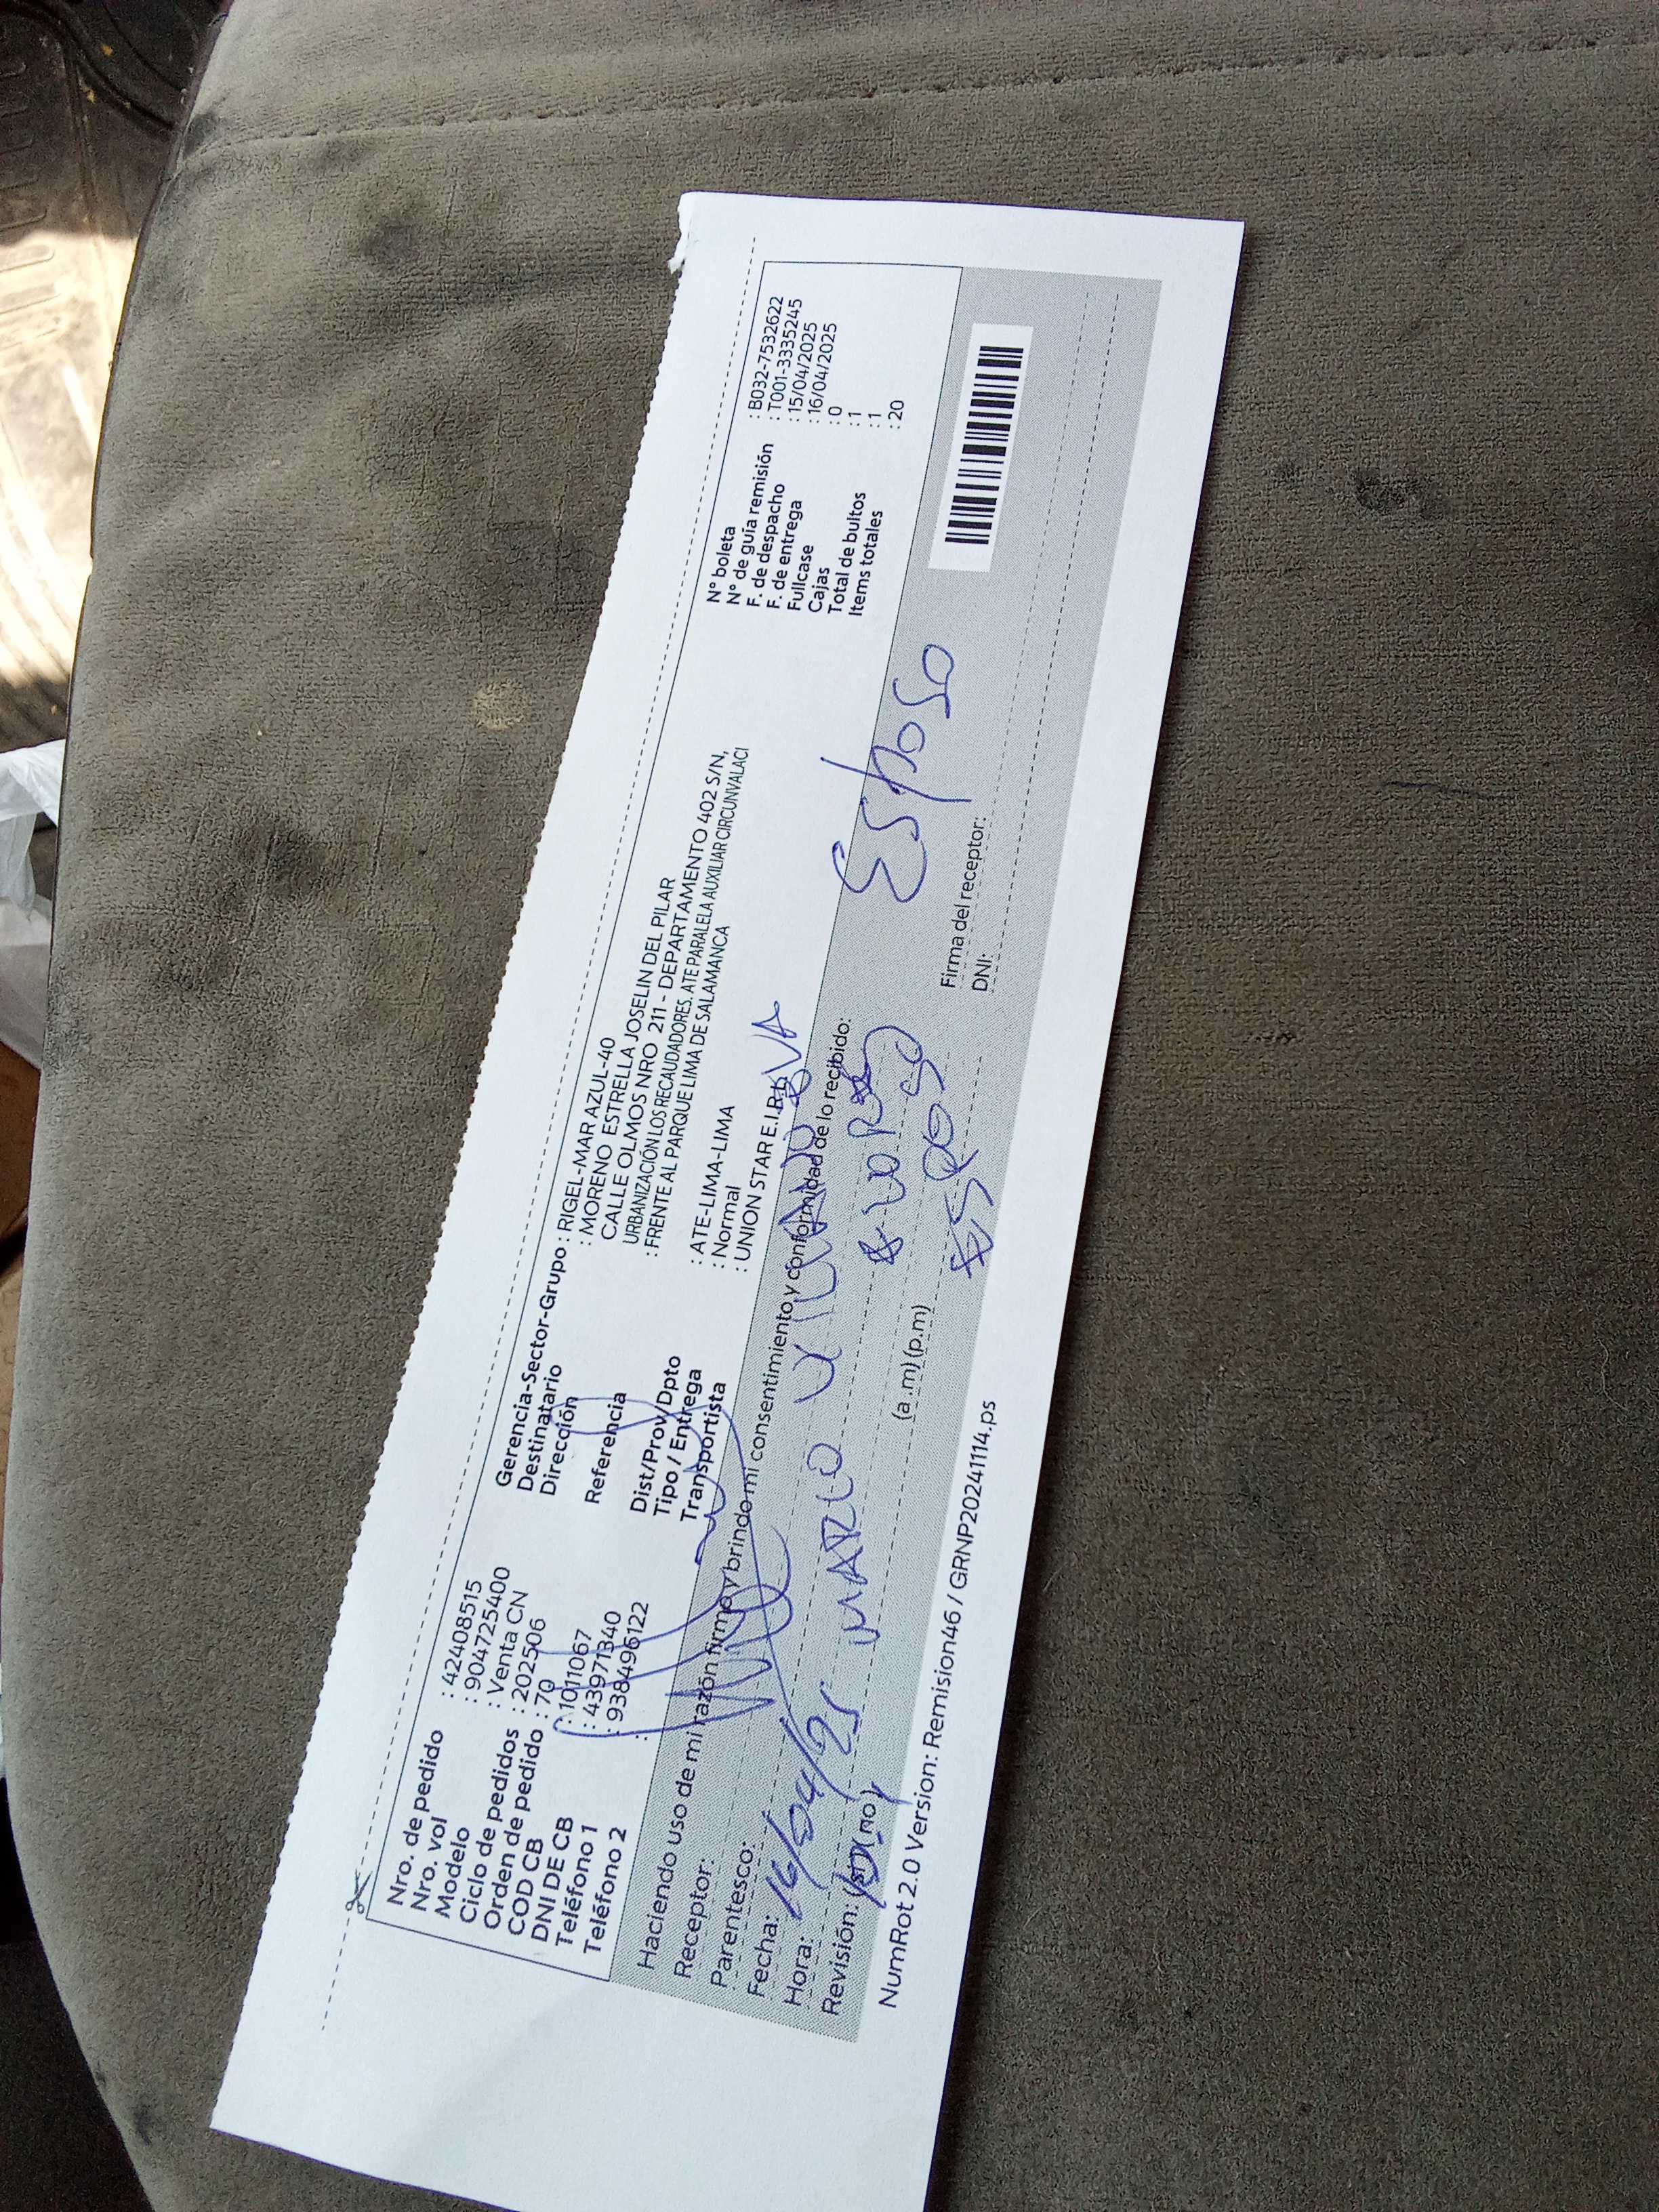 Nro. de pedido : 42408515
Nro. vol : 904725400
Modelo : Venta CN
Ciclo de pedidos : 202506
Orden de pedido : 70
COD CB : 1011067
DNI DE CB : 43971340
Teléfono 1 : 938496122
Teléfono 2 :
Gerencia-Sector-Grupo : RIGEL-MAR AZUL-40
Destinatario : MORENO ESTRELLA JOSELIN DEL PILAR
Dirección CALLE OLMOS NRO 211 - DEPARTAMENTO 402 S/N,
URBANIZACIÓN LOS RECAUDADORES. ATE PARALELA AUXILIAR CIRCUNVALACI
Referencia : FRENTE AL PARQUE LIMA DE SALAMANCA
Dist/Prov/Dpto : ATE-LIMA-LIMA
Tipo / Entrega : Normal
Transportista : UNION STAR E.I.R.L
N° boleta : B032-7532622
N° de guía remisión : T001-3335245
F. de despacho : 15/04/2025
F. de entrega : 16/04/2025
Fullcase : 0
Cajas : 1
Total de bultos : 1
Items totales : 20
Haciendo uso de mi razón firmo y brindo mi consentimiento y conformidad de lo recibido:
Receptor:
Parentesco:
Fecha: 16/04/25 MARLO
Hora: (a.m) (p.m)
Revisión: (SI) (NO)
ESPOSO
Esposo
Firma del receptor:
DNI:
NumRot 2.0 Version: Remision46 / GRNP20241114.ps